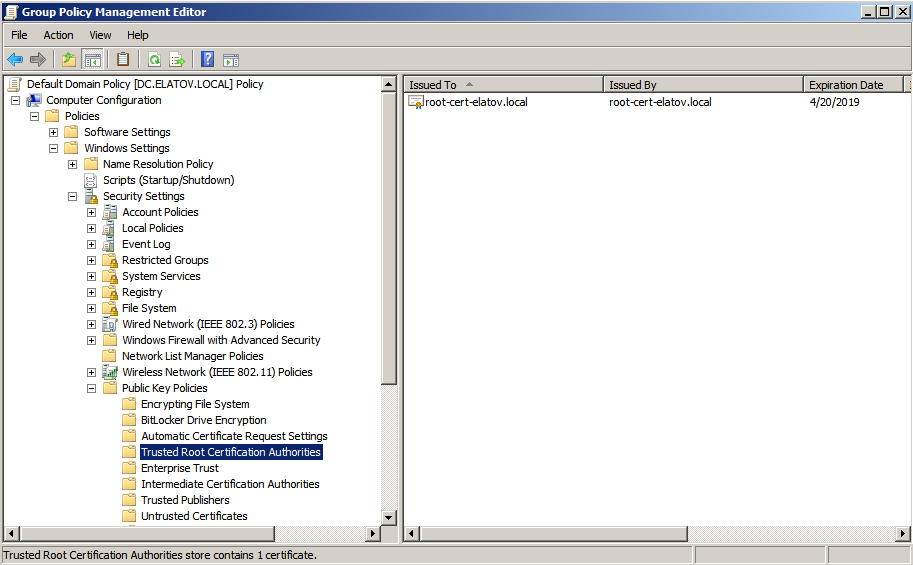 Group Policy Management Editor
File Action View Help
Default Domain Policy [DC.ELATOV.LOCAL] Policy
Computer Configuration
Policies
Software Settings
Windows Settings
Name Resolution Policy
Scripts (Startup/Shutdown)
Security Settings
Account Policies
Local Policies
Event Log
Restricted Groups
System Services
Registry
File System
Wired Network (IEEE 802.3) Policies
Windows Firewall with Advanced Security
Network List Manager Policies
Wireless Network (IEEE 802.11) Policies
Public Key Policies
Encrypting File System
BitLocker Drive Encryption
Automatic Certificate Request Settings
Trusted Root Certification Authorities
Enterprise Trust
Intermediate Certification Authorities
Trusted Publishers
Untrusted Certificates
Issued To Issued By Expiration Date
root-cert-elatov.local root-cert-elatov.local 4/20/2019
Trusted Root Certification Authorities store contains 1 certificate.